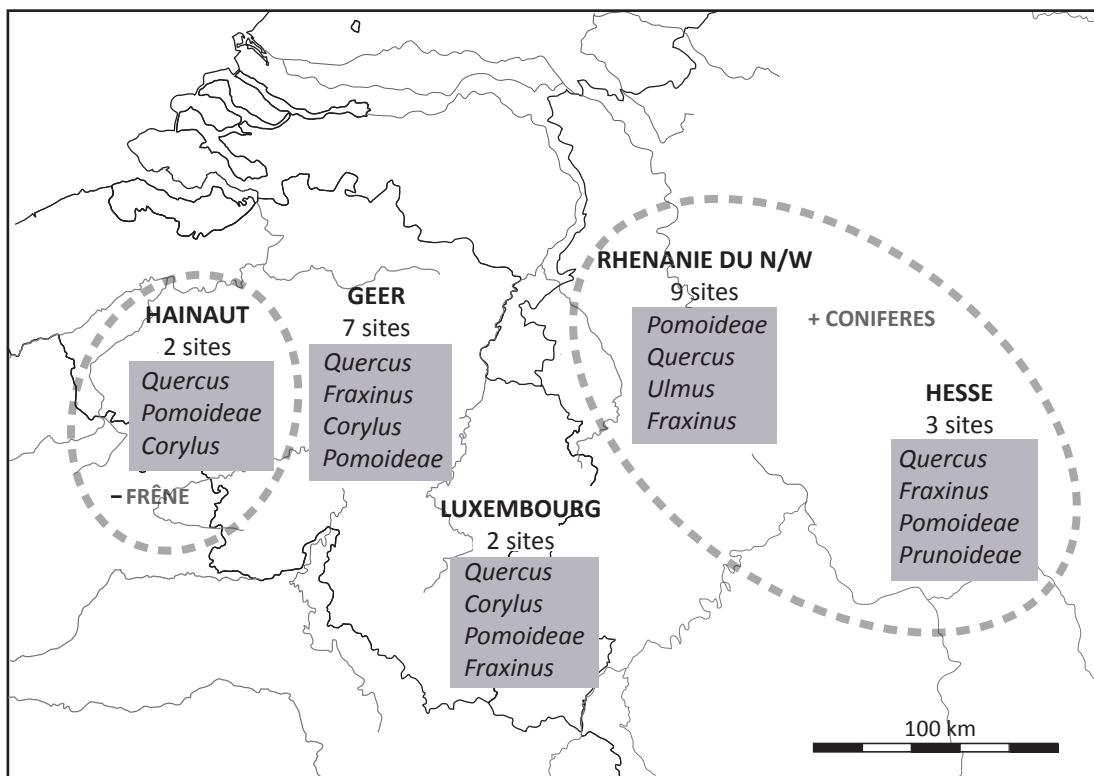 HAINAUT
2 sites
Quercus
Pomoideae
Corylus
– FRÊNE
GEER
7 sites
Quercus
Fraxinus
Corylus
Pomoideae
LUXEMBOURG
2 sites
Quercus
Corylus
Pomoideae
Fraxinus
RHENANIE DU N/W
9 sites
Pomoideae
Quercus
Ulmus
Fraxinus
+ CONIFERES
HESSE
3 sites
Quercus
Fraxinus
Pomoideae
Prunoideae
100 km